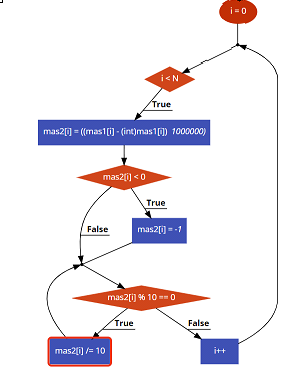 i = 0
i < N
True
mas2[i] = ((mas1[i] - (int)mas1[i]) 1000000)
mas2[i] < 0
True
False
mas2[i] = -1
mas2[i] % 10 == 0
True
False
mas2[i] /= 10
i++